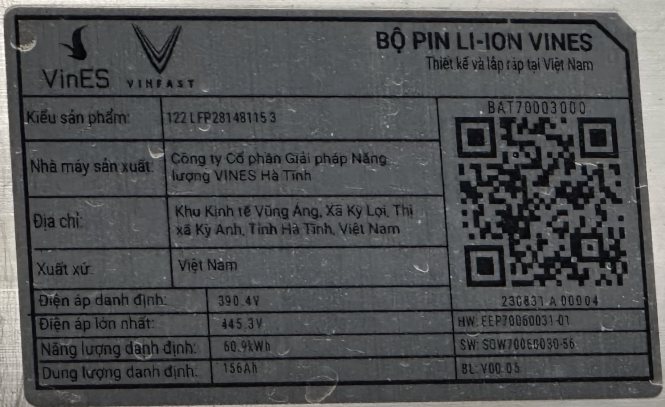 VinES VINFAST
BỘ PIN LI-ION VINES
Thiết kế và lắp ráp tại Việt Nam
Kiểu sản phẩm: 122 LFP28148115 3
Nhà máy sản xuất: Công ty Cổ phần Giải pháp Năng
lượng VINES Hà Tĩnh
Địa chỉ: Khu Kinh tế Vũng Áng, Xã Kỳ Lợi, Thị
xã Kỳ Anh, Tỉnh Hà Tĩnh, Việt Nam
Xuất xứ: Việt Nam
Điện áp danh định: 390.4V
Điện áp lớn nhất: 445.3V
Năng lượng danh định: 60.9kWh
Dung lượng danh định: 156Ah
BAT70003000
230831 A 00004
HW: EEP70060031-01
SW: SOW70060030-56
BL: V00.05